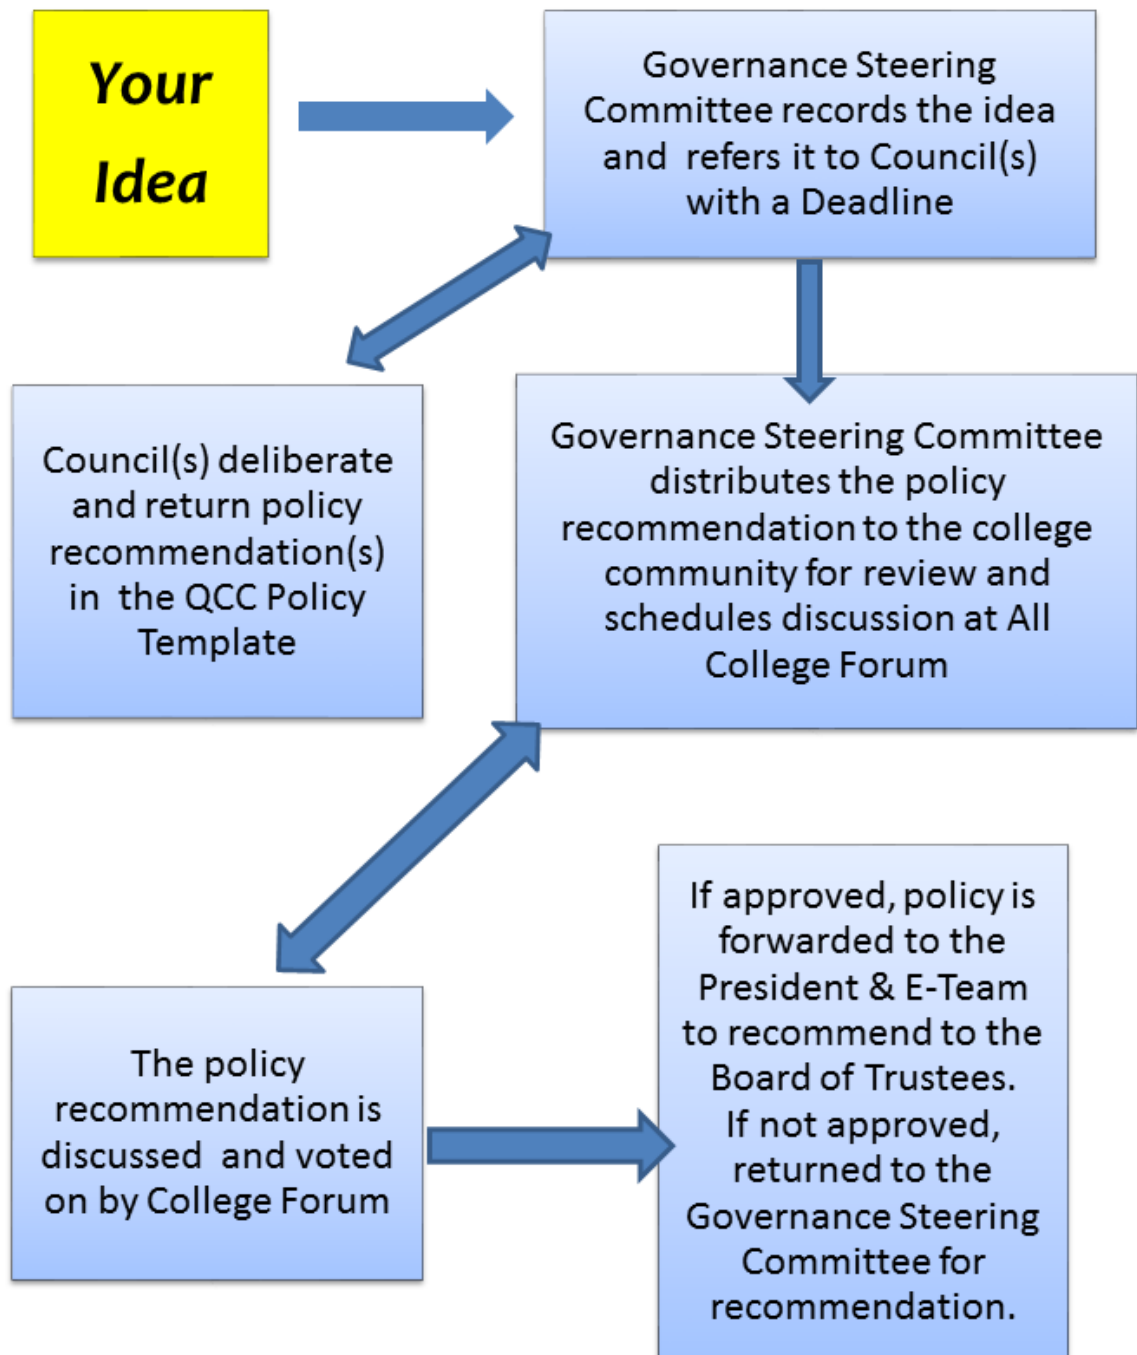 Your
Idea
Governance Steering
Committee records the idea
and refers it to Council(s)
with a Deadline
Council(s) deliberate
and return policy
recommendation(s)
in the QCC Policy
Template
Governance Steering Committee
distributes the policy
recommendation to the college
community for review and
schedules discussion at All
College Forum
The policy
recommendation is
discussed and voted
on by College Forum
If approved, policy is
forwarded to the
President & E-Team
to recommend to the
Board of Trustees.
If not approved,
returned to the
Governance Steering
Committee for
recommendation.